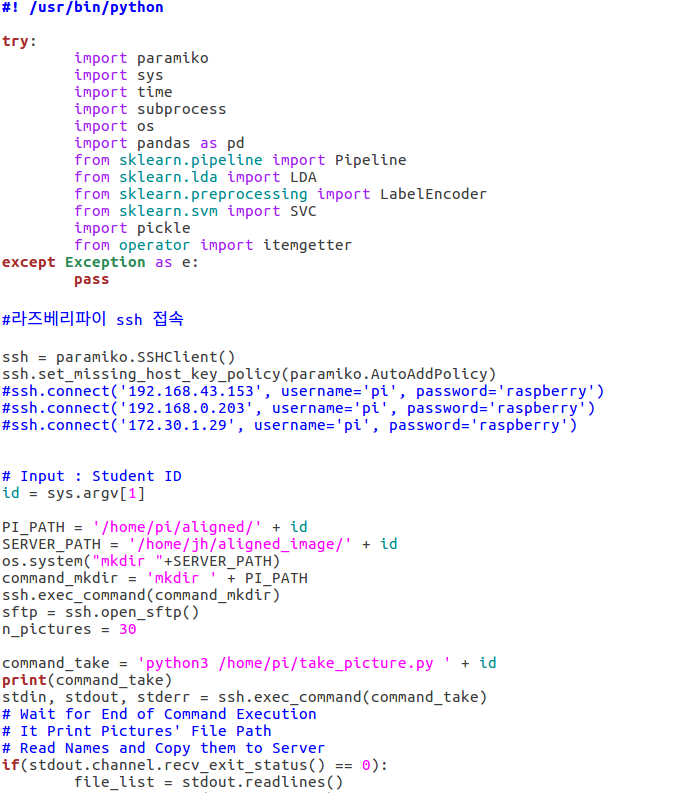 #! /usr/bin/python
try:
import paramiko
import sys
import time
import subprocess
import os
import pandas as pd
from sklearn.pipeline import Pipeline
from sklearn.lda import LDA
from sklearn.preprocessing import LabelEncoder
from sklearn.svm import SVC
import pickle
from operator import itemgetter
except Exception as e:
pass
#라즈베리파이 ssh 접속
ssh = paramiko.SSHClient()
ssh.set_missing_host_key_policy(paramiko.AutoAddPolicy)
#ssh.connect('192.168.43.153', username='pi', password='raspberry')
#ssh.connect('192.168.0.203', username='pi', password='raspberry')
#ssh.connect('172.30.1.29', username='pi', password='raspberry')
# Input : Student ID
id = sys.argv[1]
PI_PATH = '/home/pi/aligned/' + id
SERVER_PATH = '/home/jh/aligned_image/' + id
os.system("mkdir "+SERVER_PATH)
command_mkdir = 'mkdir ' + PI_PATH
ssh.exec_command(command_mkdir)
sftp = ssh.open_sftp()
n_pictures = 30
command_take = 'python3 /home/pi/take_picture.py ' + id
print(command_take)
stdin, stdout, stderr = ssh.exec_command(command_take)
# Wait for End of Command Execution
# It Print Pictures' File Path
# Read Names and Copy them to Server
if(stdout.channel.recv_exit_status() == 0):
file_list = stdout.readlines()